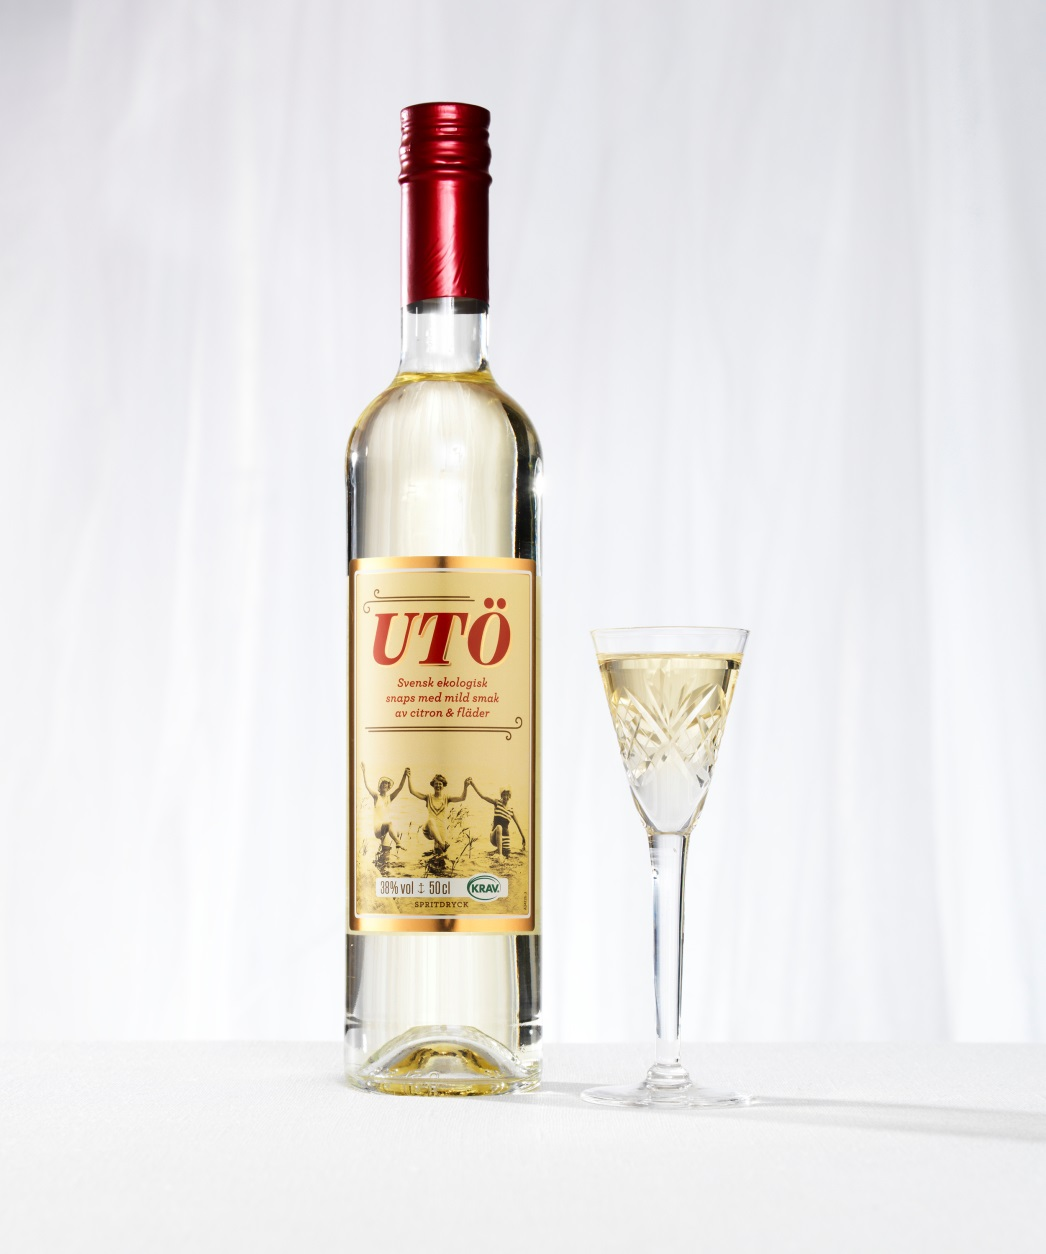 UTÖ
Svensk ekologisk
snaps med mild smak
av citron & fläder
38% vol 50 cl KRAV
SPRITDRYCK